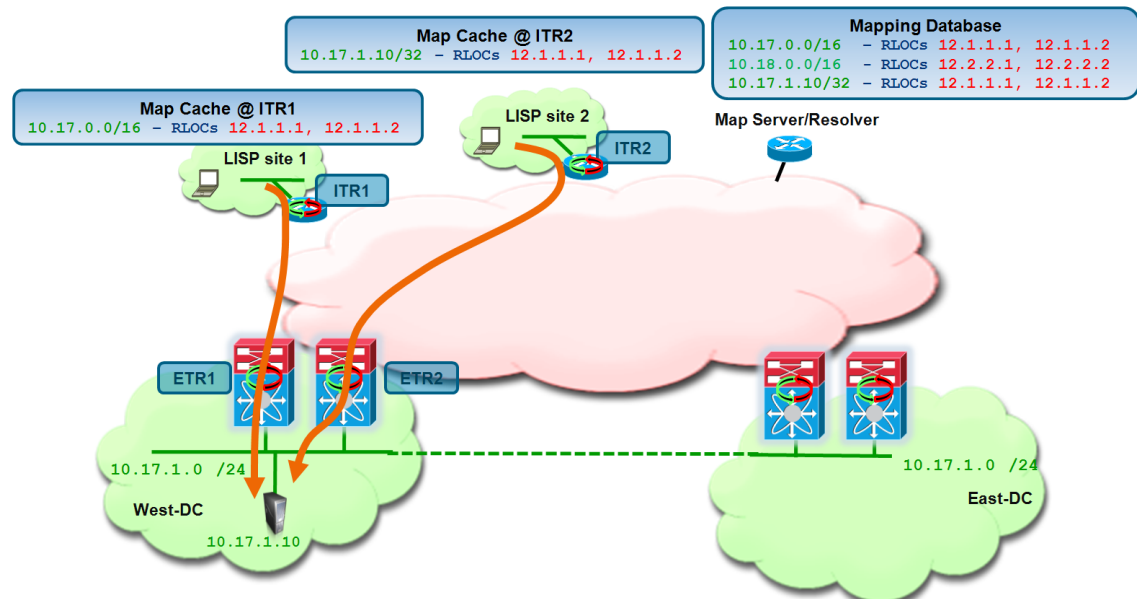 Map Cache @ ITR2
10.17.1.10/32 – RLOCs 12.1.1.1, 12.1.1.2
Mapping Database
10.17.0.0/16 – RLOCs 12.1.1.1, 12.1.1.2
10.18.0.0/16 – RLOCs 12.2.2.1, 12.2.2.2
10.17.1.10/32 – RLOCs 12.1.1.1, 12.1.1.2
Map Cache @ ITR1
10.17.0.0/16 – RLOCs 12.1.1.1, 12.1.1.2
LISP site 2
Map Server/Resolver
ITR2
LISP site 1
ITR1
ETR1
ETR2
10.17.1.0 /24
10.17.1.0 /24
West-DC
East-DC
10.17.1.10